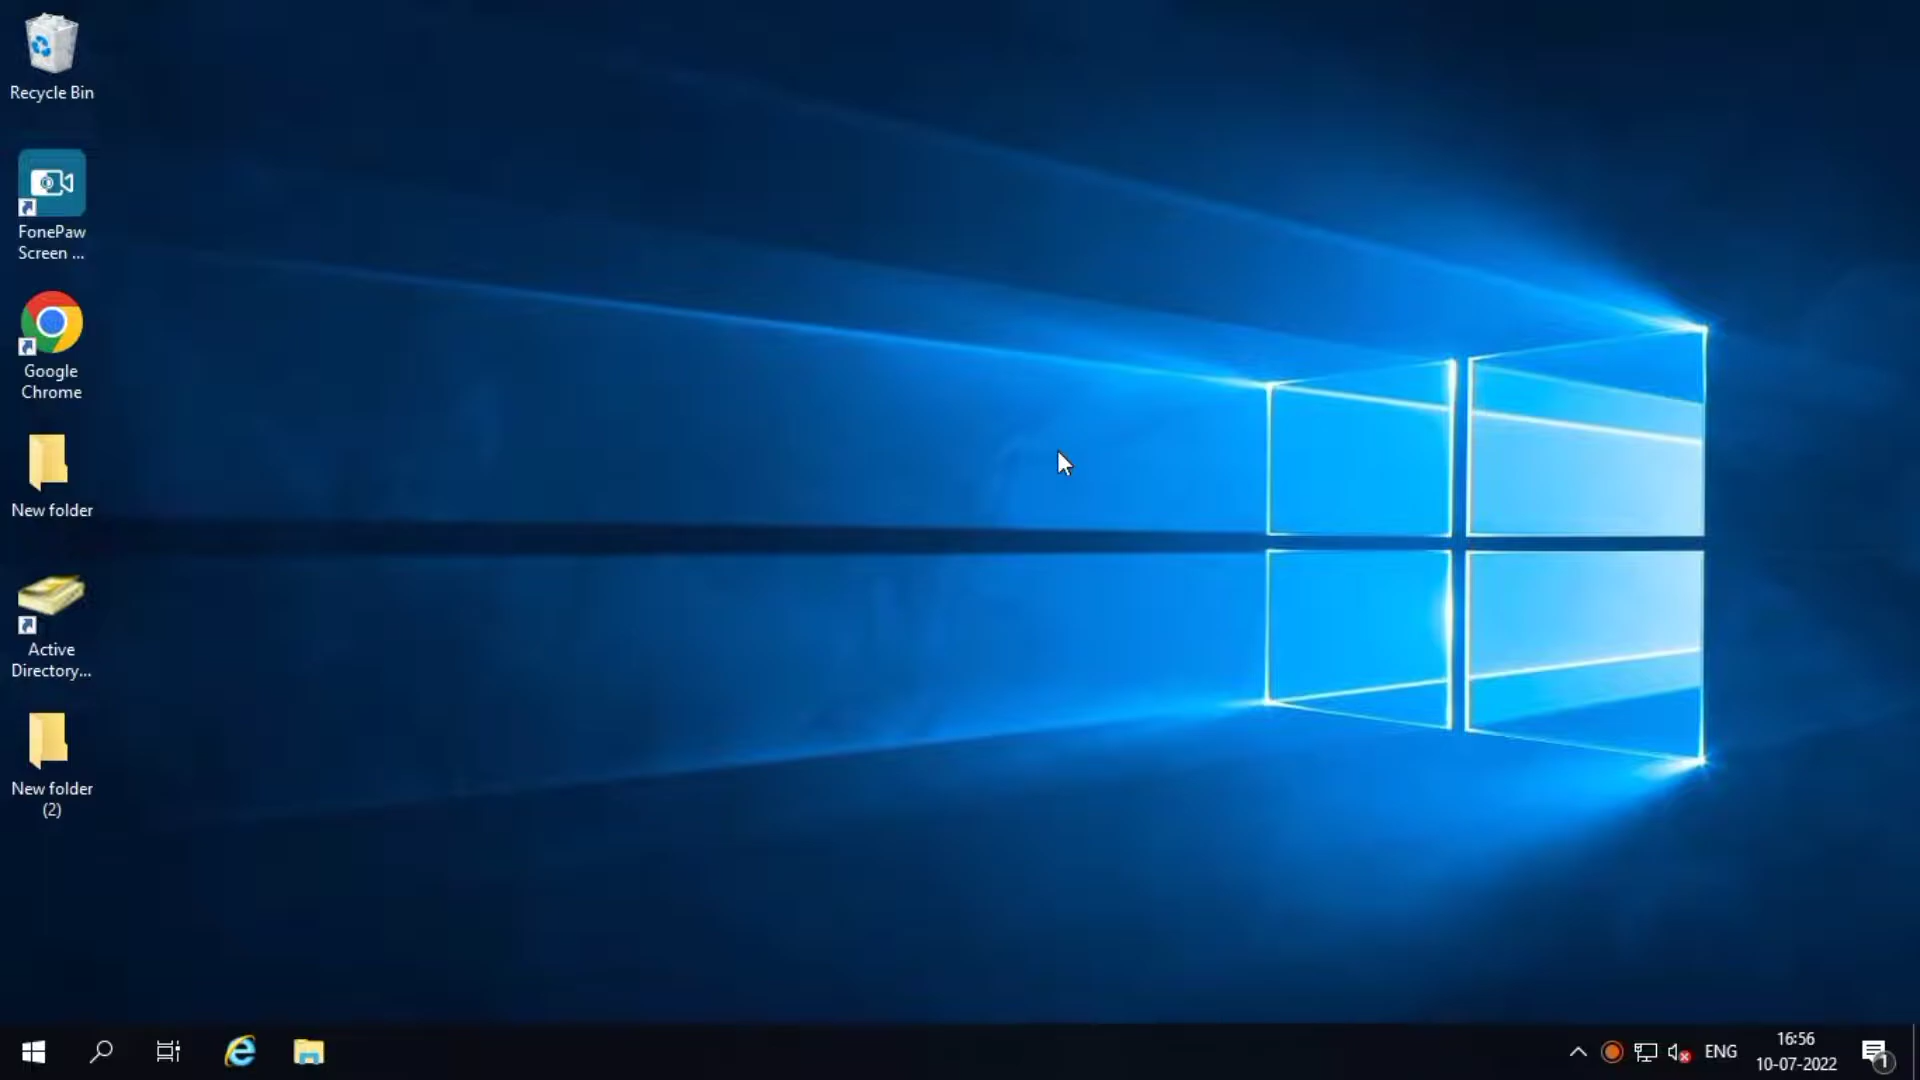 Recycle Bin
FonePaw
Screen ...
Google
Chrome
New folder
Active
Directory...
New folder
(2)
ENG
16:56
10-07-2022
1